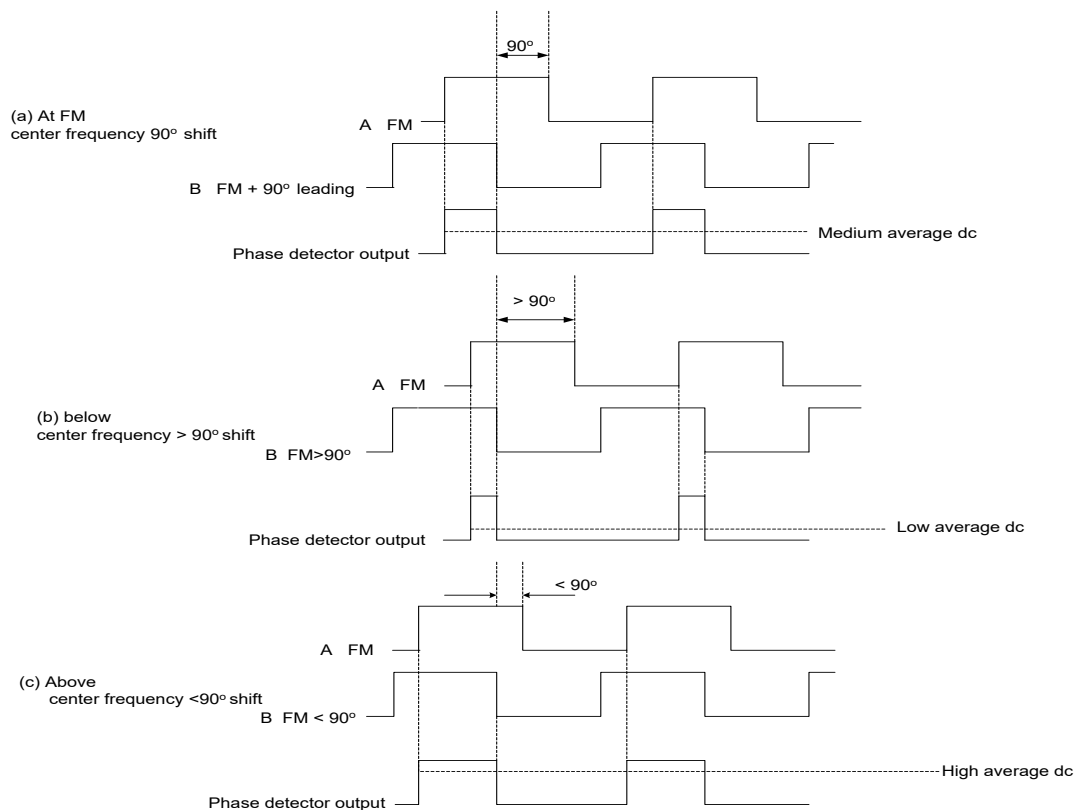 90°
(a) At FM
center frequency 90° shift
A FM
B FM + 90° leading
Medium average dc
Phase detector output
> 90°
A FM
(b) below
center frequency > 90° shift
B FM>90°
Low average dc
Phase detector output
< 90°
A FM
(c) Above
center frequency <90° shift
B FM < 90°
High average dc
Phase detector output